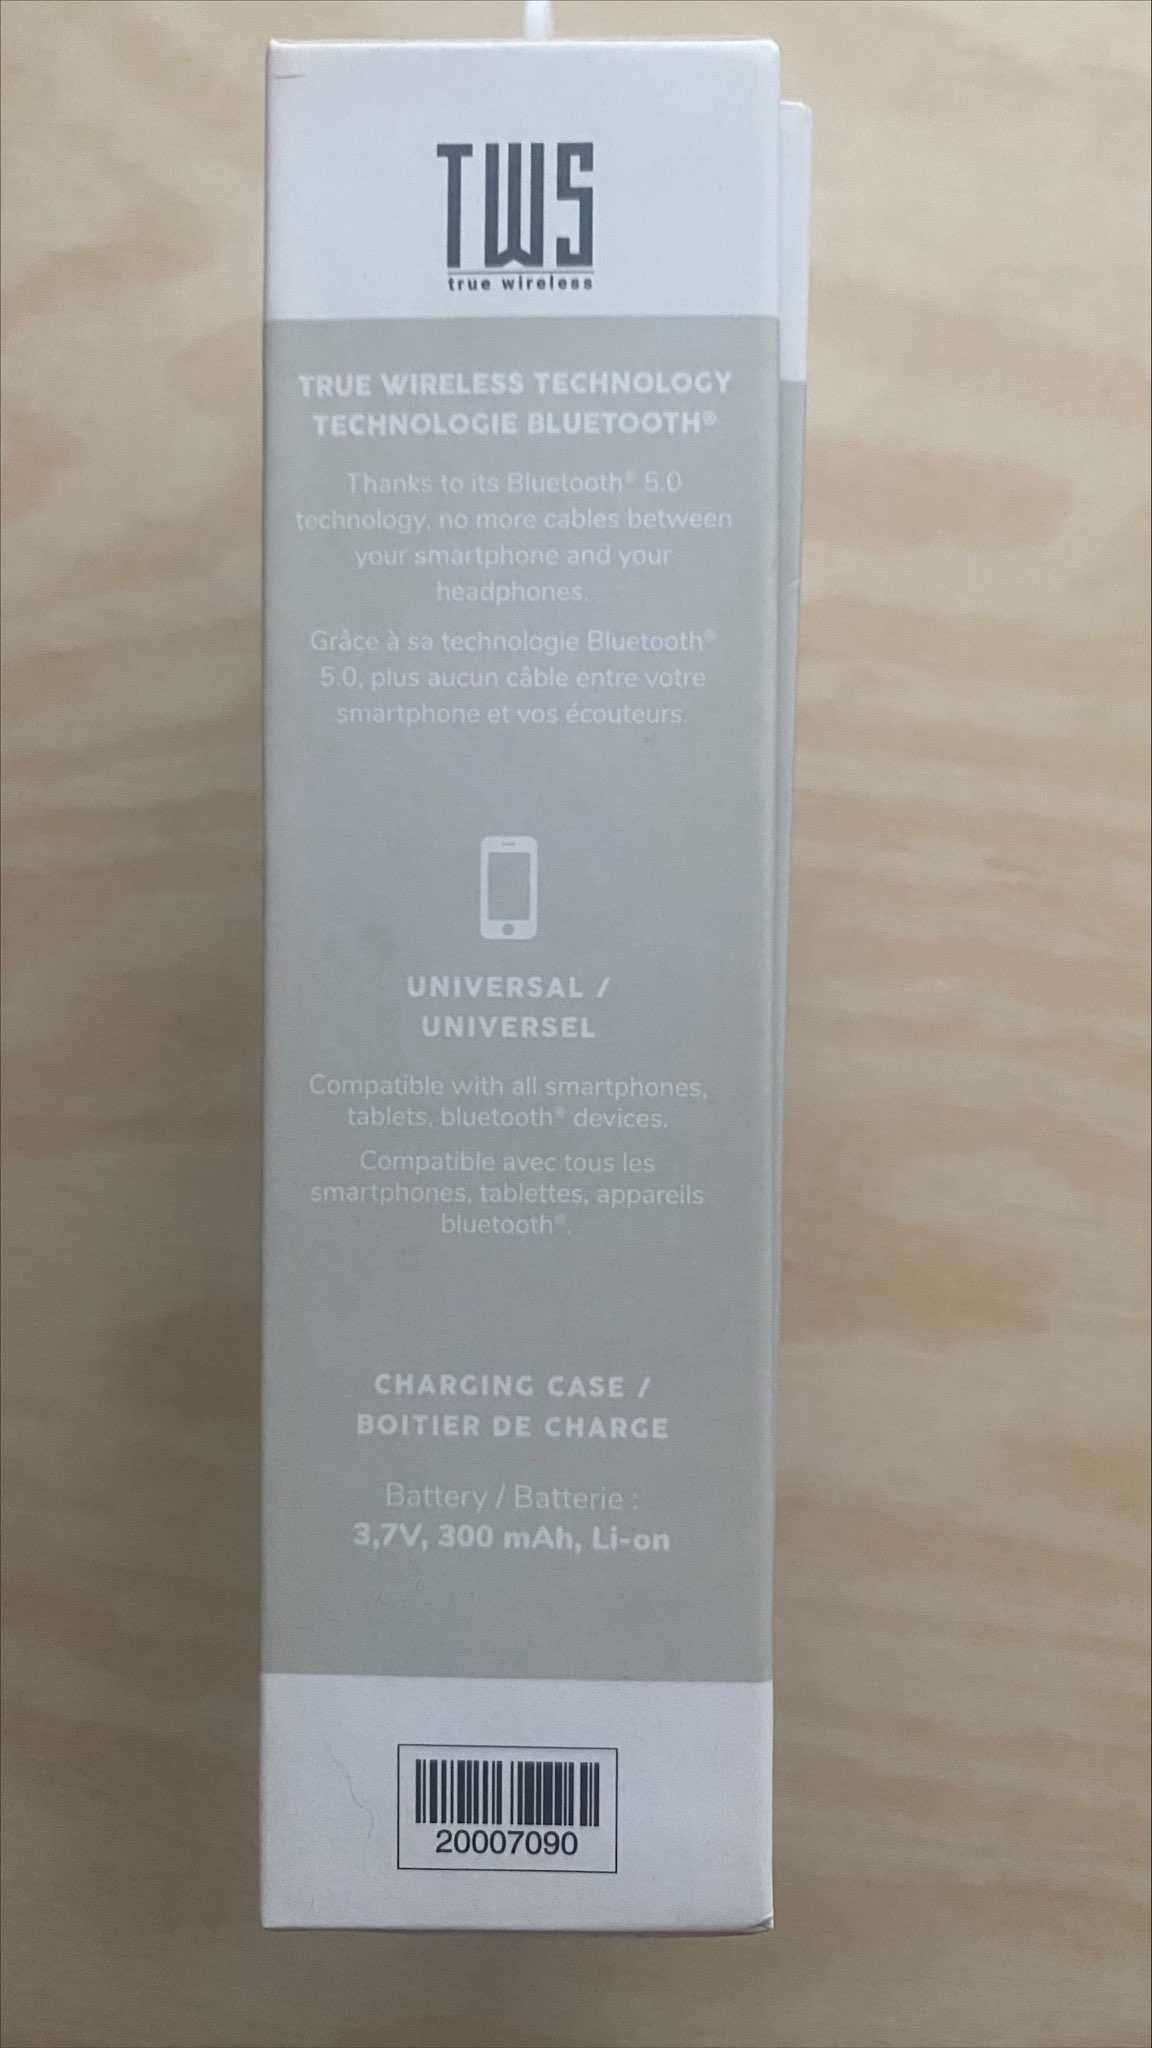 TWS
true wireless
TRUE WIRELESS TECHNOLOGY
TECHNOLOGIE BLUETOOTH®
Thanks to its Bluetooth® 5.0
technology, no more cables between
your smartphone and your
headphones.
Grâce à sa technologie Bluetooth®
5.0, plus aucun câble entre votre
smartphone et vos écouteurs.
UNIVERSAL /
UNIVERSEL
Compatible with all smartphones,
tablets, bluetooth® devices.
Compatible avec tous les
smartphones, tablettes, appareils
bluetooth®.
CHARGING CASE /
BOITIER DE CHARGE
Battery / Batterie :
3,7V, 300 mAh, Li-on
20007090